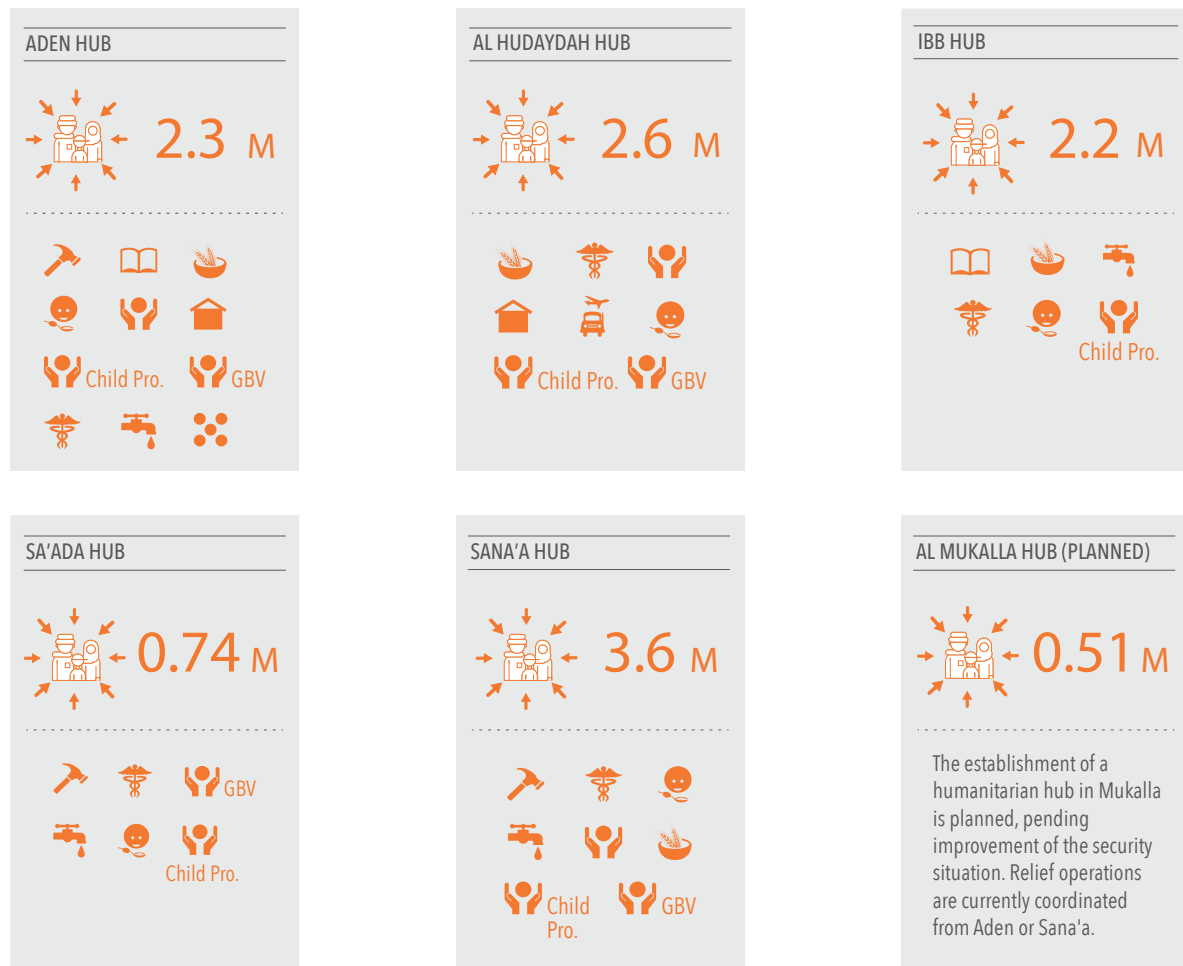 ADEN HUB
2.3 M
Child Pro.
GBV
AL HUDAYDAH HUB
2.6 M
Child Pro.
GBV
IBB HUB
2.2 M
Child Pro.
SA'ADA HUB
0.74 M
GBV
Child Pro.
SANA'A HUB
3.6 M
Child
Pro.
GBV
AL MUKALLA HUB (PLANNED)
0.51 M
The establishment of a
humanitarian hub in Mukalla
is planned, pending
improvement of the security
situation. Relief operations
are currently coordinated
from Aden or Sana'a.